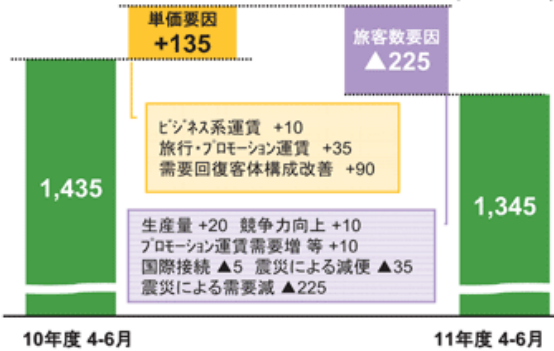 単価要因
+135
旅客数要因
▲225
ﾋﾞｼﾞﾈｽ系運賃 +10
旅行・ﾌﾟﾛﾓｰｼｮﾝ運賃 +35
需要回復客体構成改善 +90
1,435
1,345
生産量 +20 競争力向上 +10
ﾌﾟﾛﾓｰｼｮﾝ運賃需要増 等 +10
国際接続 ▲5 震災による減便 ▲35
震災による需要減 ▲225
10年度 4-6月
11年度 4-6月